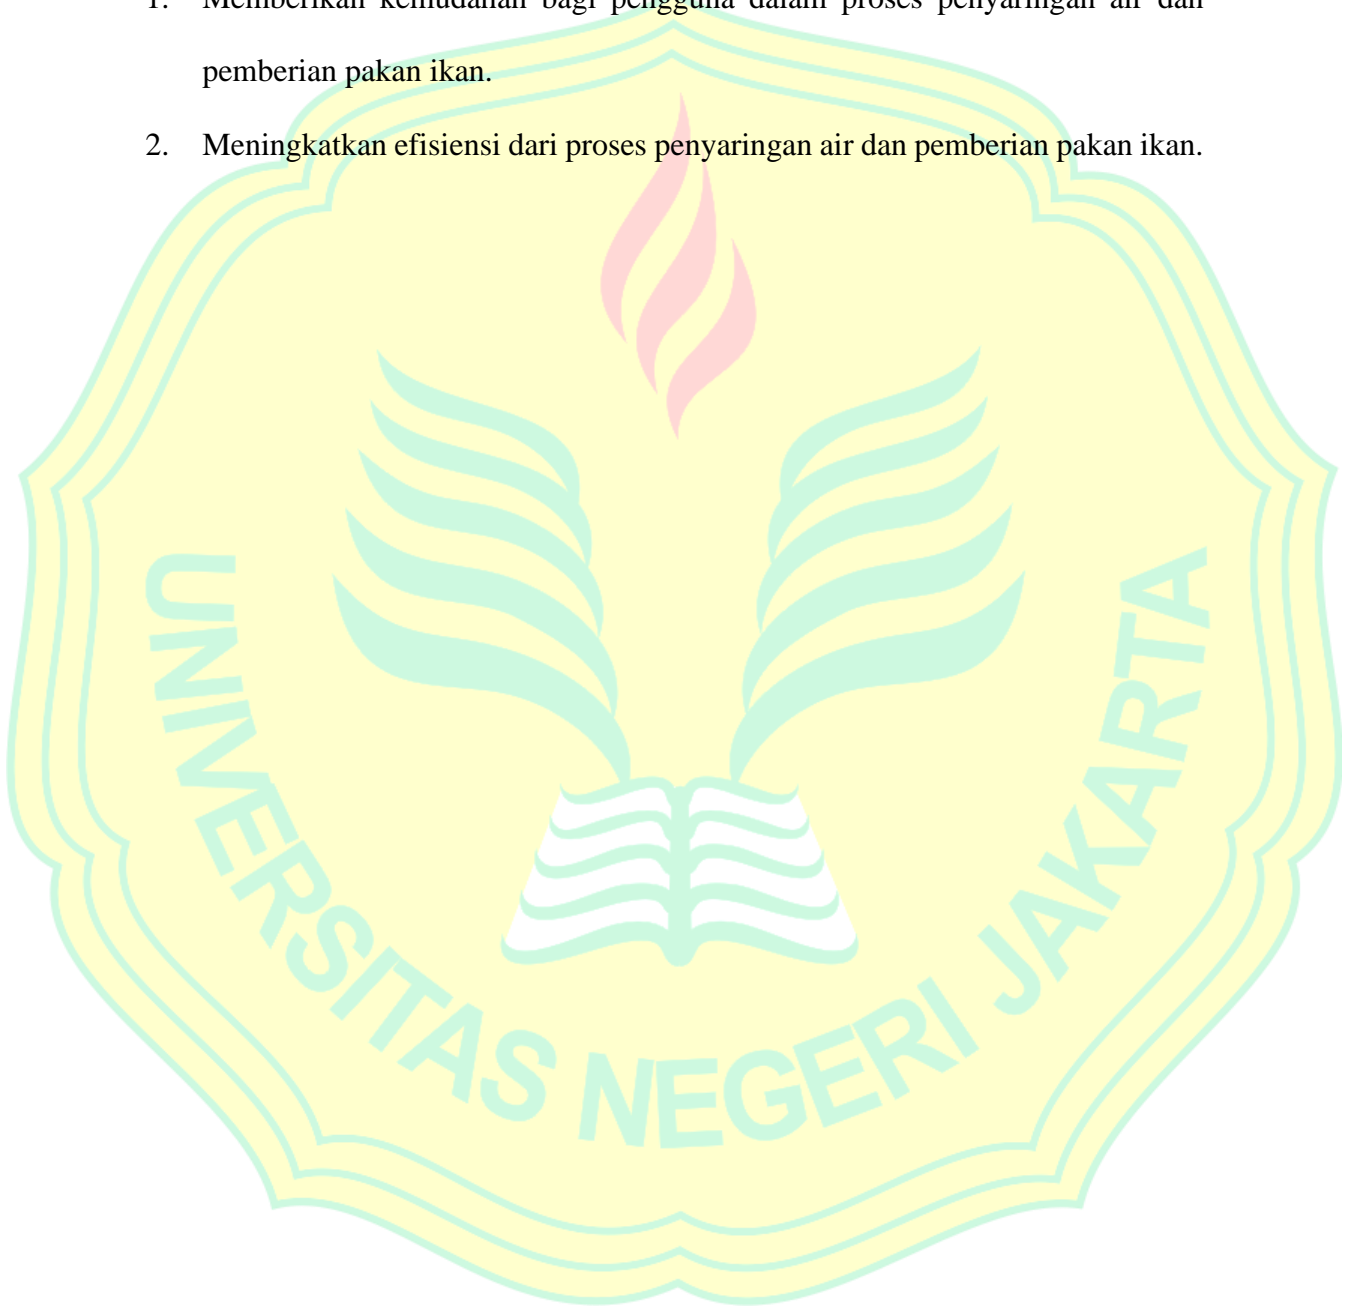 1. Memberikan kemudahan bagi pengguna dalam proses penyaringan air dan
pemberian pakan ikan.
2. Meningkatkan efisiensi dari proses penyaringan air dan pemberian pakan ikan.
UNIVERSITAS NEGERI JAKARTA